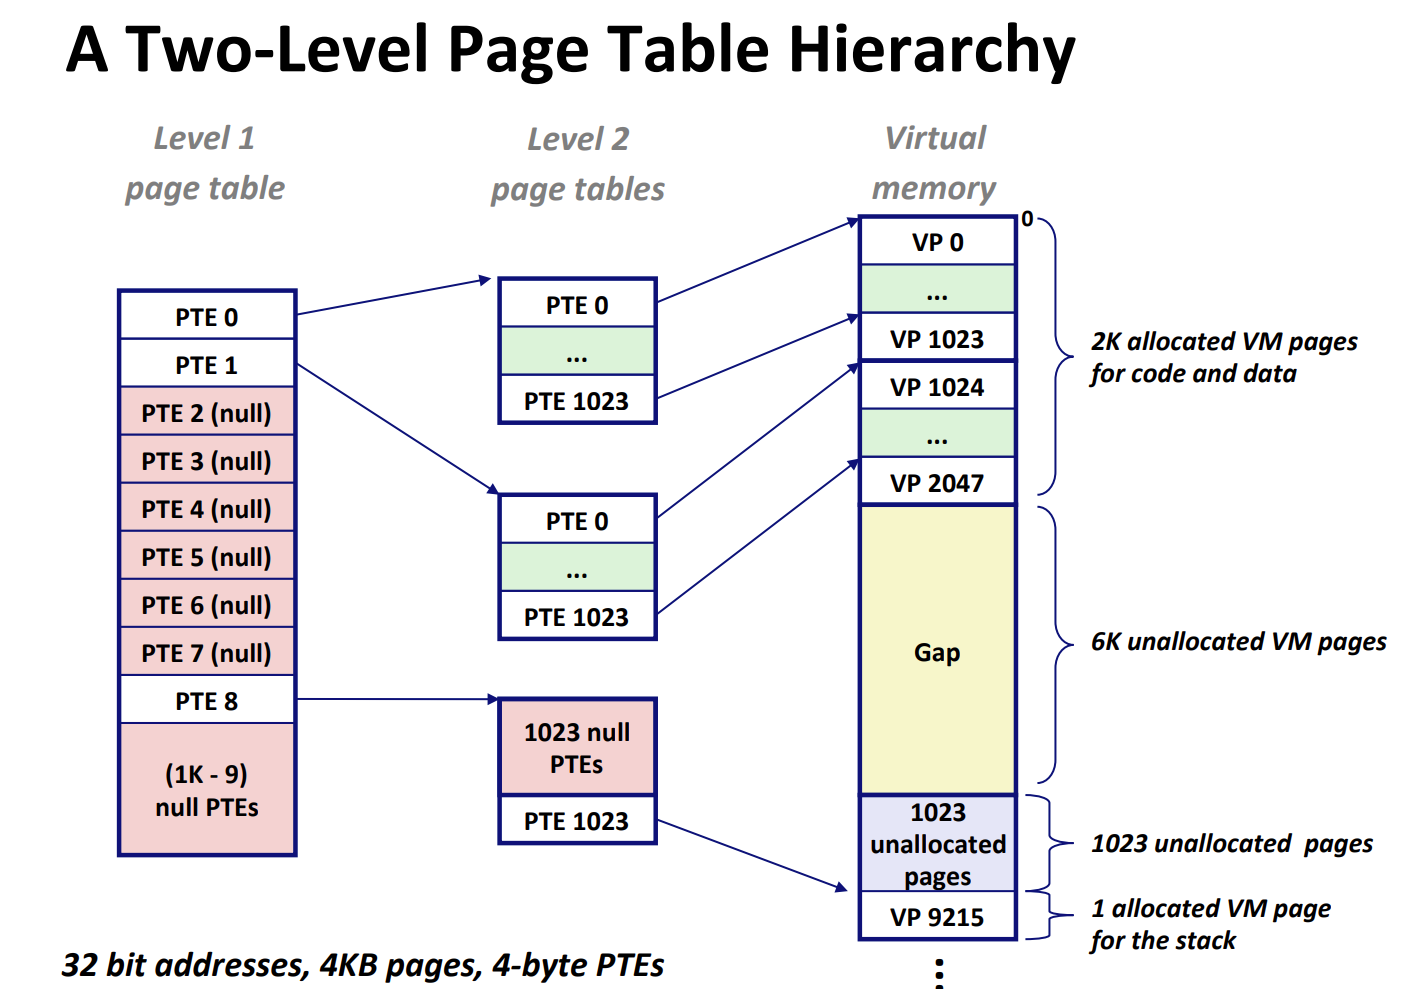 A Two-Level Page Table Hierarchy
Level 1
page table
Level 2
page tables
Virtual
memory
PTE 0
PTE 1
PTE 2 (null)
PTE 3 (null)
PTE 4 (null)
PTE 5 (null)
PTE 6 (null)
PTE 7 (null)
PTE 8
(1K - 9)
null PTEs
PTE 0
...
PTE 1023
PTE 0
...
PTE 1023
1023 null
PTEs
PTE 1023
0
VP 0
...
VP 1023
VP 1024
...
VP 2047
Gap
1023
unallocated
pages
VP 9215
...
2K allocated VM pages
for code and data
6K unallocated VM pages
1023 unallocated pages
1 allocated VM page
for the stack
32 bit addresses, 4KB pages, 4-byte PTEs